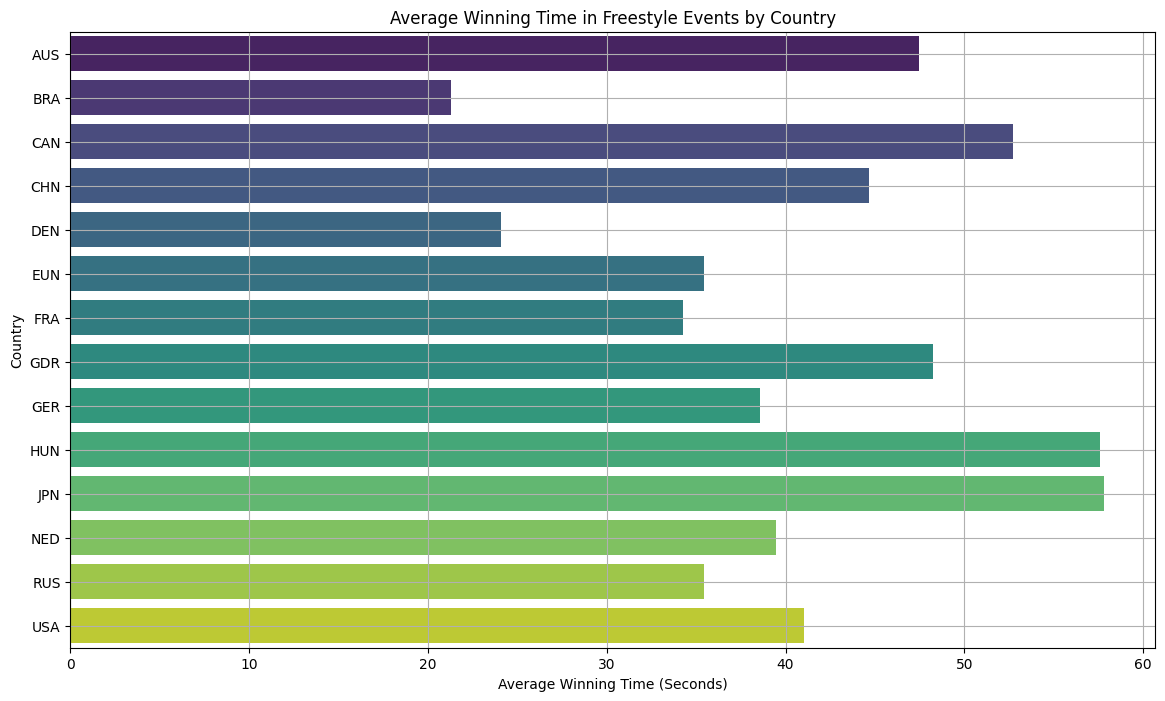 Average Winning Time in Freestyle Events by Country
Country
AUS
BRA
CAN
CHN
DEN
EUN
FRA
GDR
GER
HUN
JPN
NED
RUS
USA
0 10 20 30 40 50 60
Average Winning Time (Seconds)